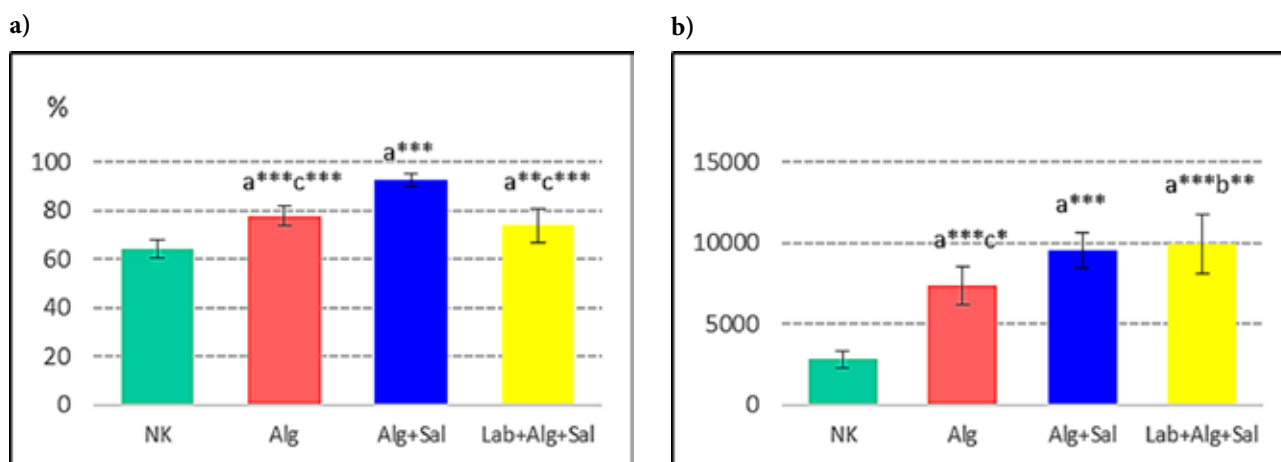 a)
%
100
80
60
40
20
0
a***c***
a***
a**c***
NK Alg Alg+Sal Lab+Alg+Sal
b)
15000
10000
5000
0
a***c*
a***
a***b**
NK Alg Alg+Sal Lab+Alg+Sal